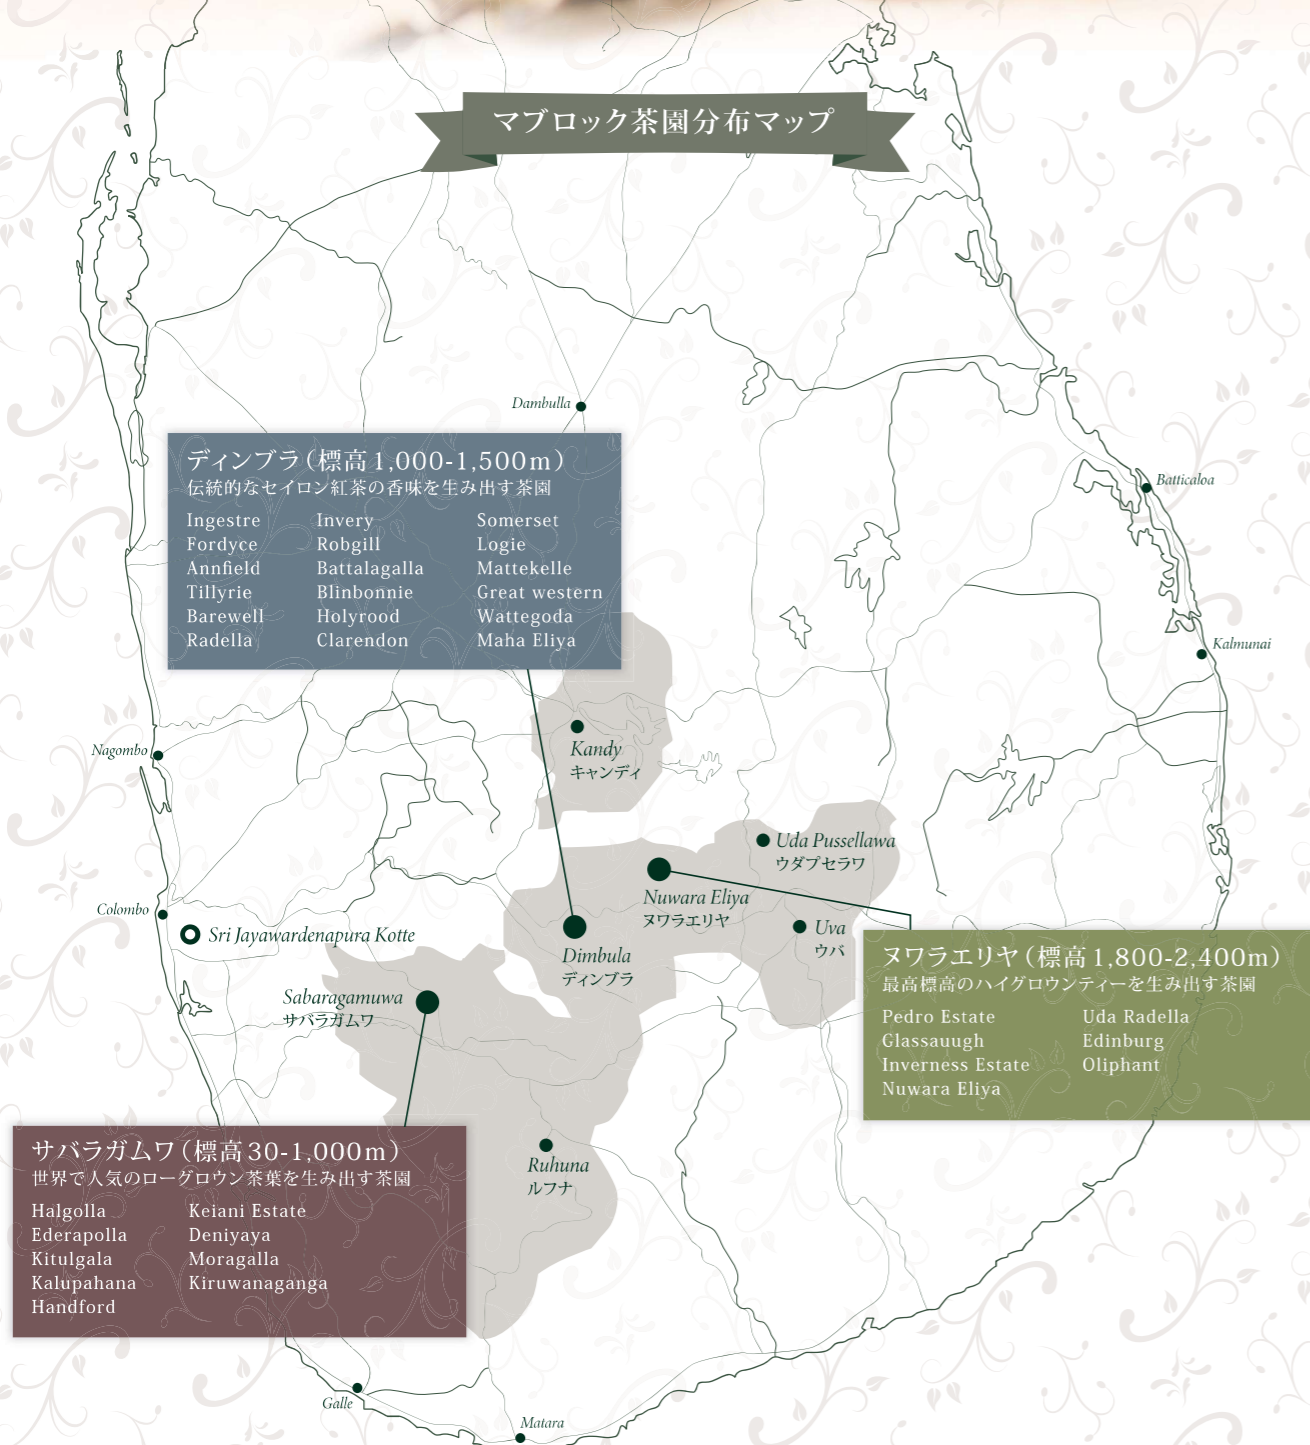 マブロック茶園分布マップ
Dambulla
ディンブラ（標高1,000-1,500m）
伝統的なセイロン紅茶の香味を生み出す茶園
Ingestre Invery Somerset
Fordyce Robgill Logie
Annfield Battalagalla Mattekelle
Tillyrie Blinbonnie Great western
Barewell Holyrood Wattegoda
Radella Clarendon Maha Eliya
Batticaloa
Kalmunai
Nagombo
Kandy
キャンディ
Uda Pussellawa
ウダプセラワ
Nuwara Eliya
ヌワラエリヤ
Colombo
Sri Jayawardenapura Kotte
Uva
ウバ
Dimbula
ディンブラ
Sabaragamuwa
サバラガムワ
ヌワラエリヤ（標高1,800-2,400m）
最高標高のハイグロウンティーを生み出す茶園
Pedro Estate Uda Radella
Glassauugh Edinburg
Inverness Estate Oliphant
Nuwara Eliya
Ruhuna
ルフナ
サバラガムワ（標高30-1,000m）
世界で人気のローグロウン茶葉を生み出す茶園
Halgolla Keiani Estate
Ederapolla Deniyaya
Kitulgala Moragalla
Kalupahana Kiruwanaganga
Handford
Galle
Matara